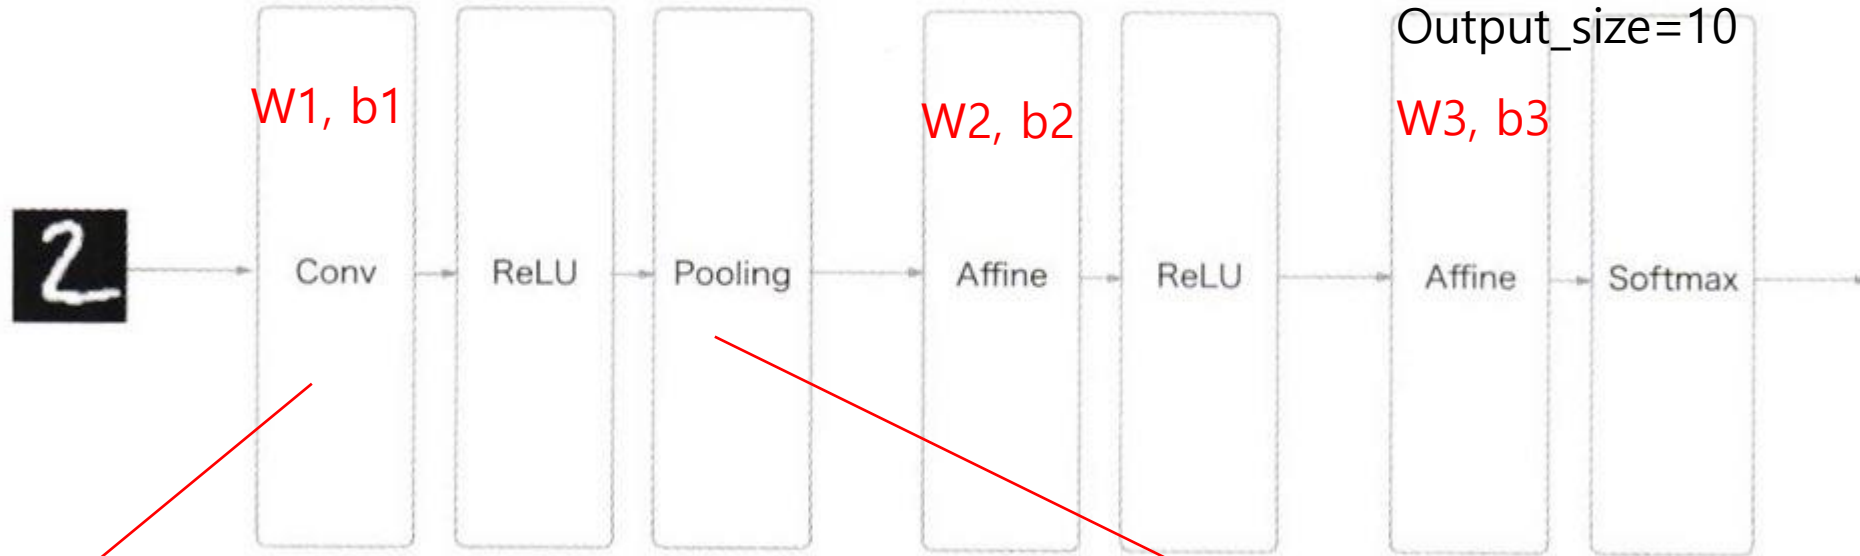 Output_size=10
W1, b1
W2, b2
W3, b3
2
Conv
ReLU
Pooling
Affine
ReLU
Affine
Softmax